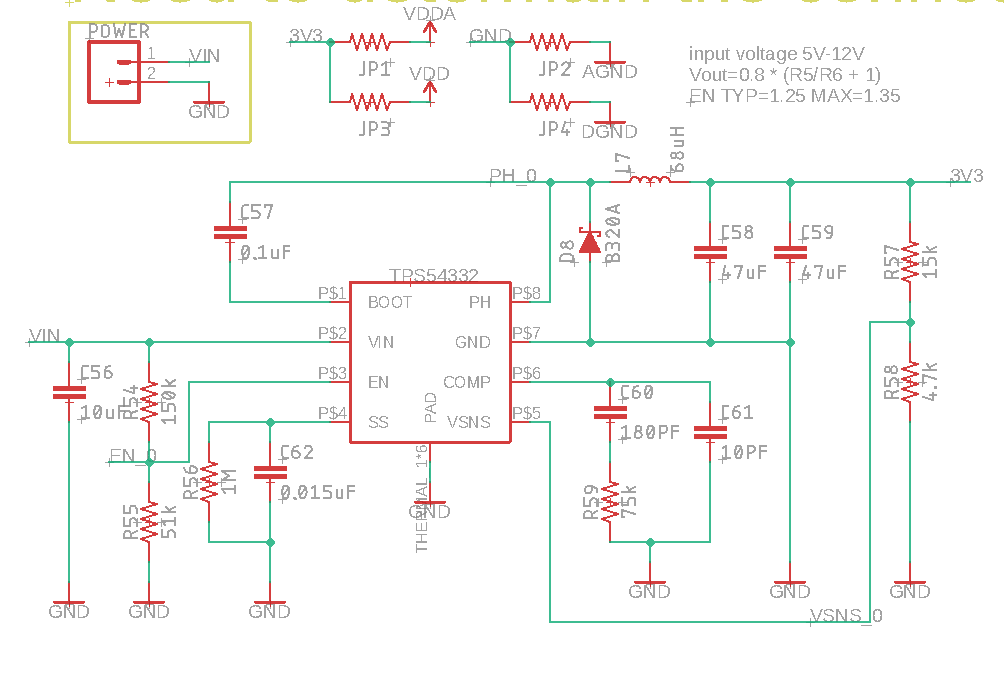 POWER
1
VIN
2
GND
3V3
VDDA
JP1
VDD
JP3
GND
JP2
AGND
JP4
DGND
input voltage 5V-12V
Vout=0.8 * (R5/R6 + 1)
EN TYP=1.25 MAX=1.35
PH_0
L7
68uH
3V3
C57
0.1uF
D8
B320A
C58
47uF
C59
47uF
R57
15k
TPS54332
P$1
BOOT
PH
P$8
VIN
P$2
VIN
GND
P$7
P$3
EN
COMP
P$6
P$4
SS
PAD
VSNS
P$5
C56
10uF
R54
150k
EN_0
R55
51k
R56
1M
C62
0.015uF
THERMAL 1*6
GND
C60
180PF
C61
10PF
R59
75k
R58
4.7k
GND
GND
GND
GND
GND
GND
VSNS_0